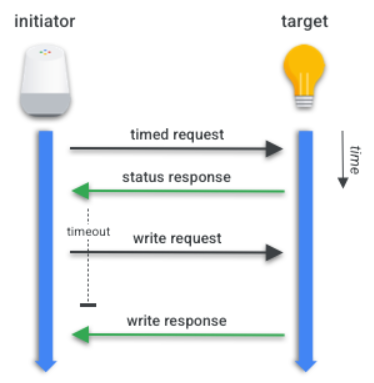 initiator
target
timed request
time
status response
timeout
write request
write response